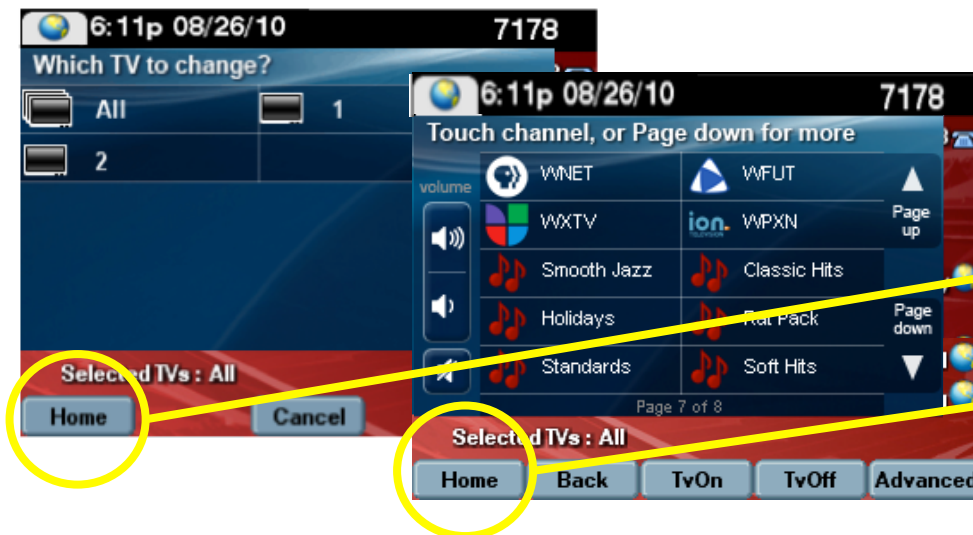 6:11p 08/26/10 7178
Which TV to change?
All 1
2
Selected TVs : All
Home Cancel
6:11p 08/26/10 7178
Touch channel, or Page down for more
volume
WNET WFUT
Page up
WXTV ion. WPXN
Smooth Jazz Classic Hits
Holidays Rat Pack
Page down
Standards Soft Hits
Page 7 of 8
Selected TVs : All
Home Back TvOn TvOff Advanced